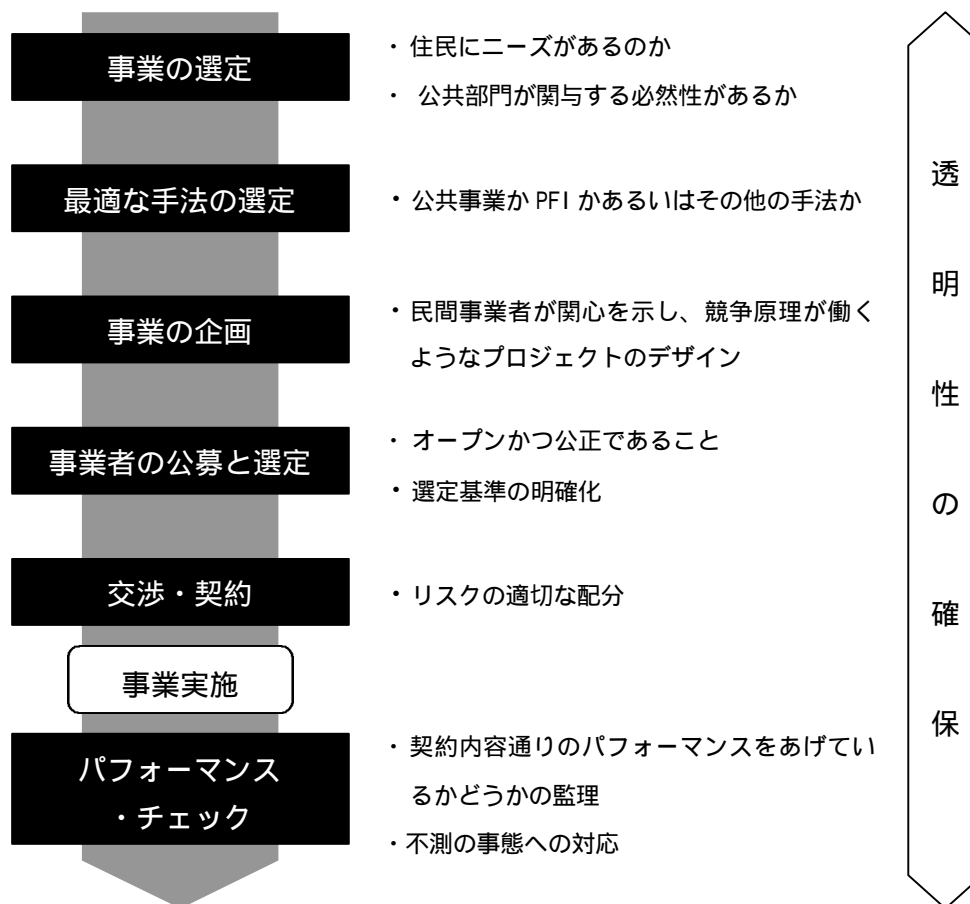 事業の選定
・住民にニーズがあるのか
・ 公共部門が関与する必然性があるか
最適な手法の選定
・公共事業か PFI かあるいはその他の手法か
事業の企画
・民間事業者が関心を示し、競争原理が働く
ようなプロジェクトのデザイン
事業者の公募と選定
・オープンかつ公正であること
・選定基準の明確化
交渉・契約
・リスクの適切な配分
事業実施
パフォーマンス
・チェック
・契約内容通りのパフォーマンスをあげてい
るかどうかの監理
・不測の事態への対応
透明性の確保